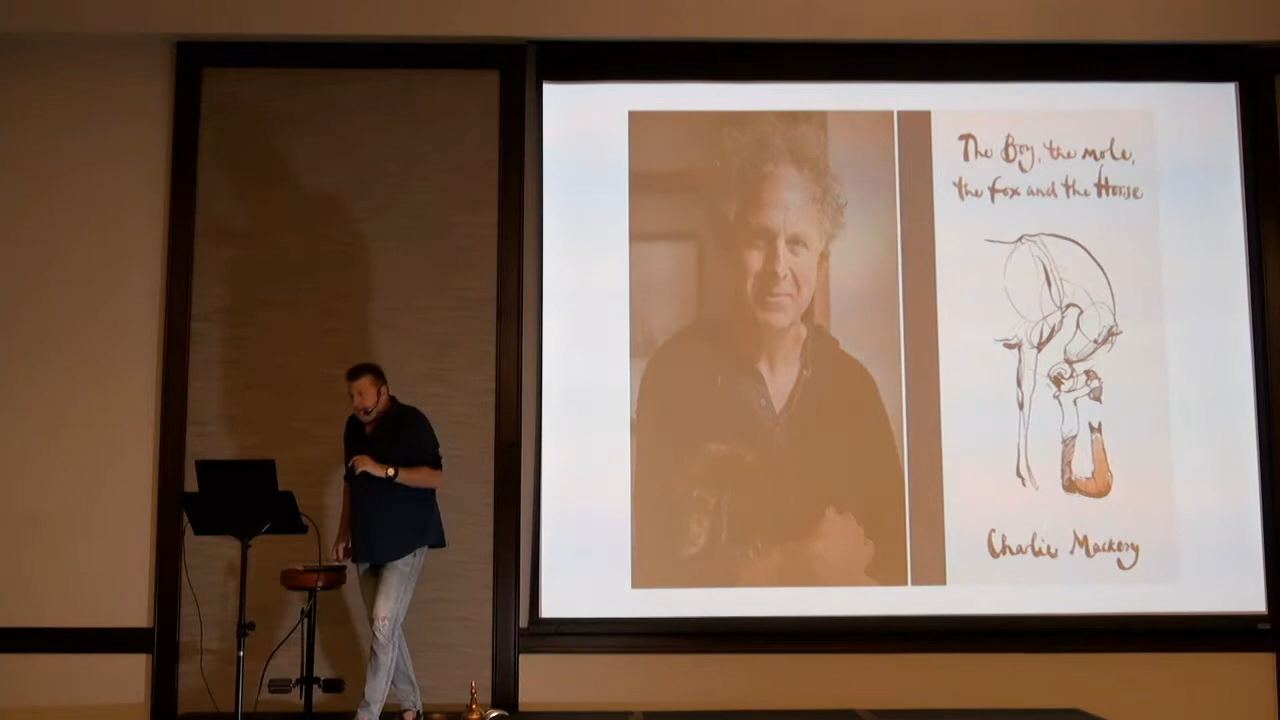 The Boy, the mole,
the fox and the Horse
Charlie Mackesy